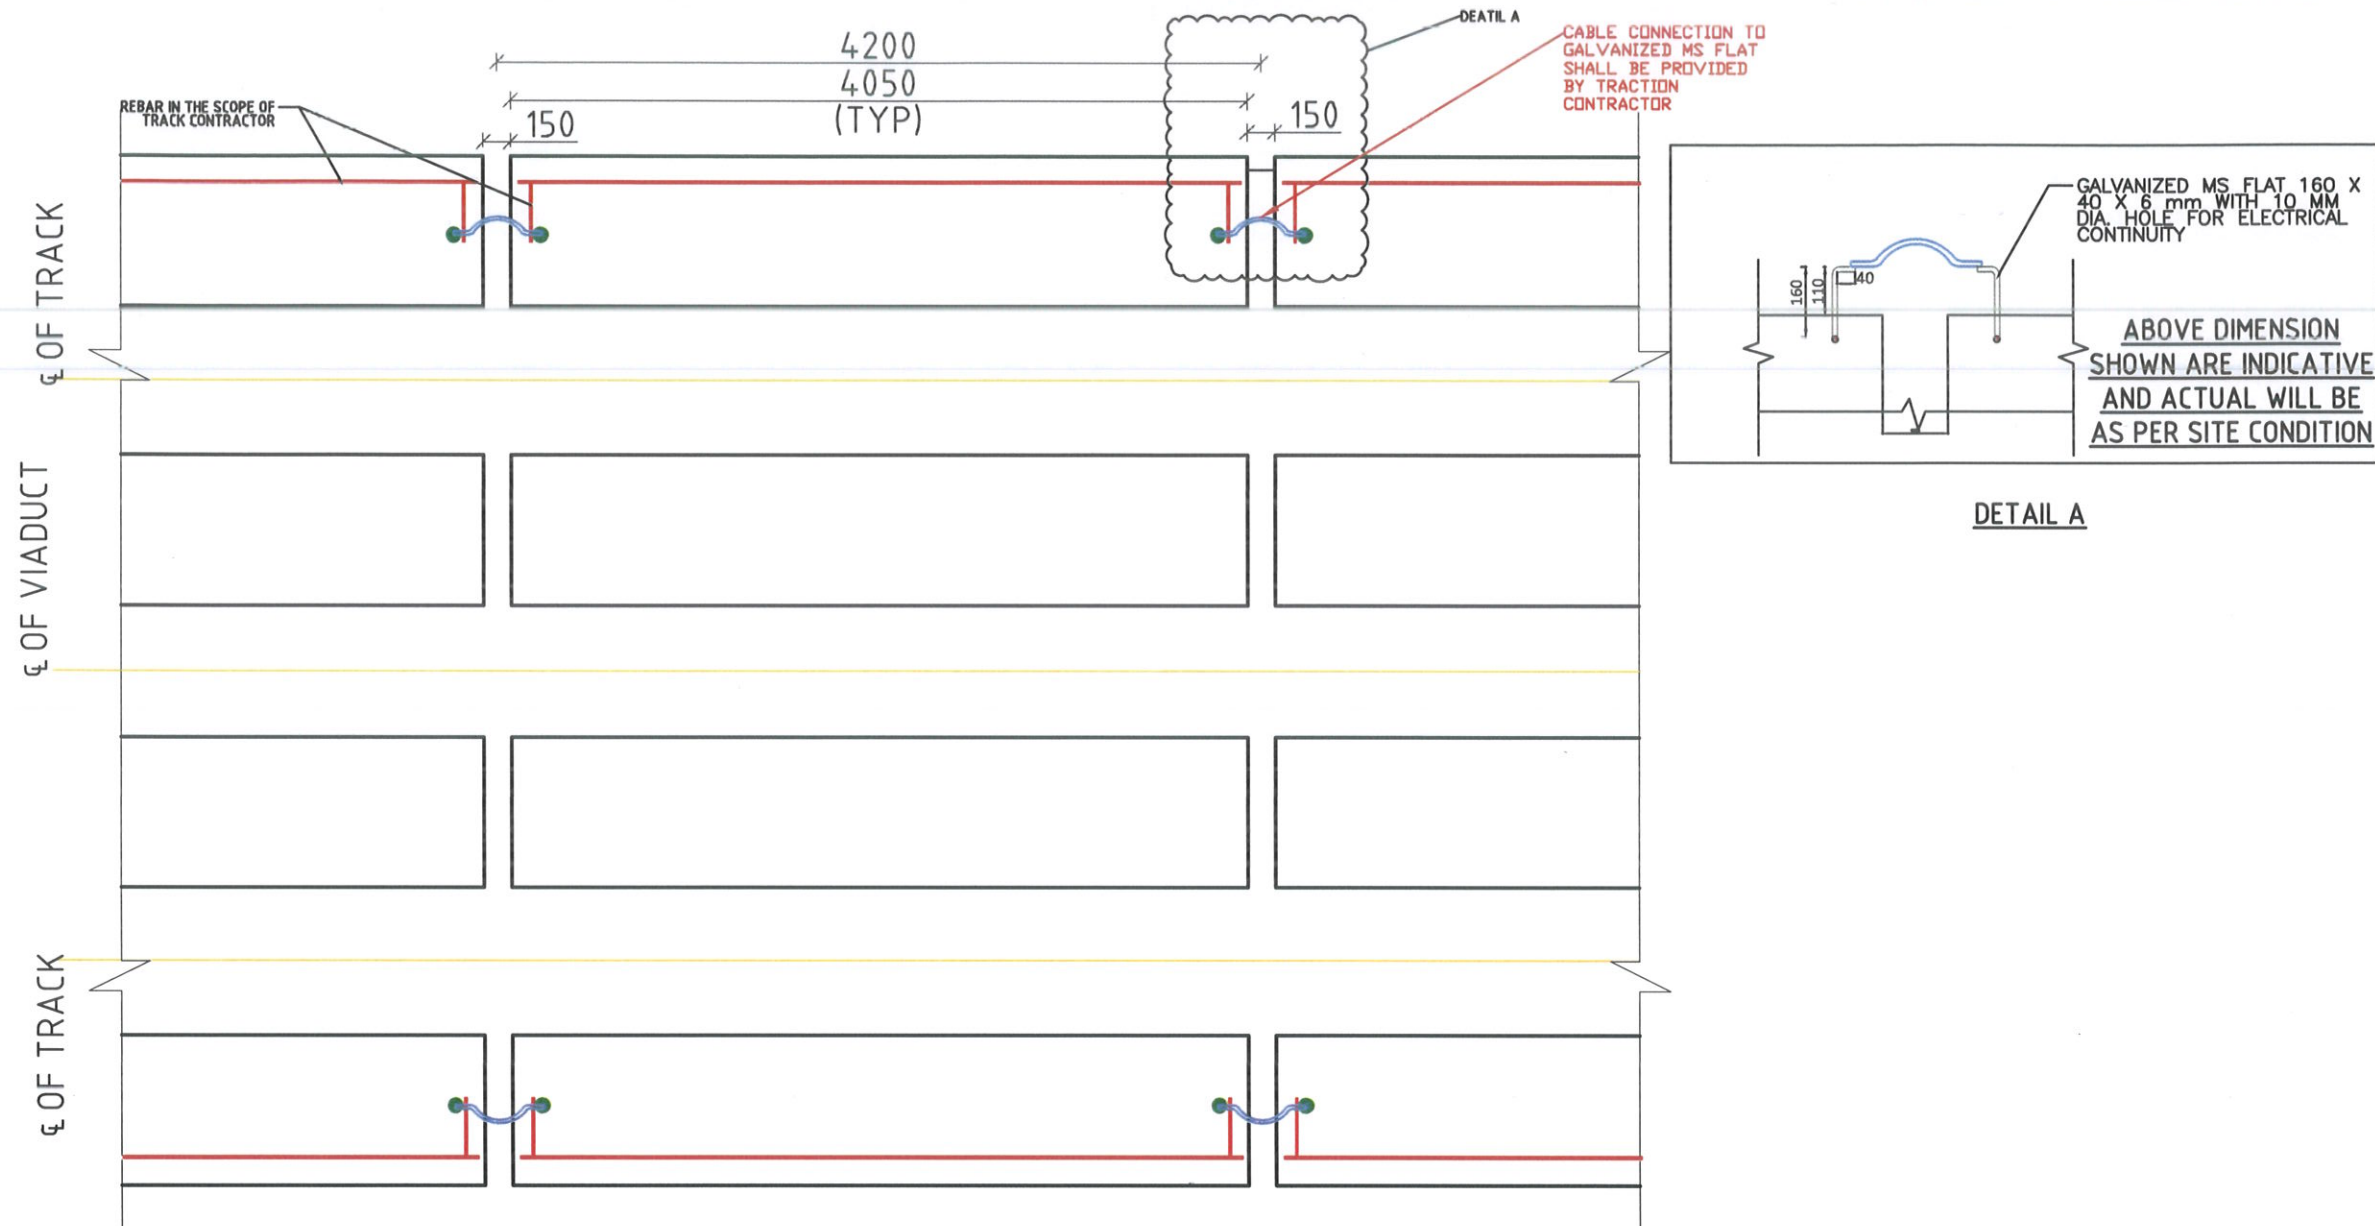 DEATIL A
4200
4050
(TYP)
150
150
CABLE CONNECTION TO
GALVANIZED MS FLAT
SHALL BE PROVIDED
BY TRACTION
CONTRACTOR
REBAR IN THE SCOPE OF
TRACK CONTRACTOR
GALVANIZED MS FLAT 160 X
40 X 6 mm WITH 10 MM
DIA. HOLE FOR ELECTRICAL
CONTINUITY
160
110
40
ABOVE DIMENSION
SHOWN ARE INDICATIVE
AND ACTUAL WILL BE
AS PER SITE CONDITION
DETAIL A
℄ OF TRACK
℄ OF VIADUCT
℄ OF TRACK